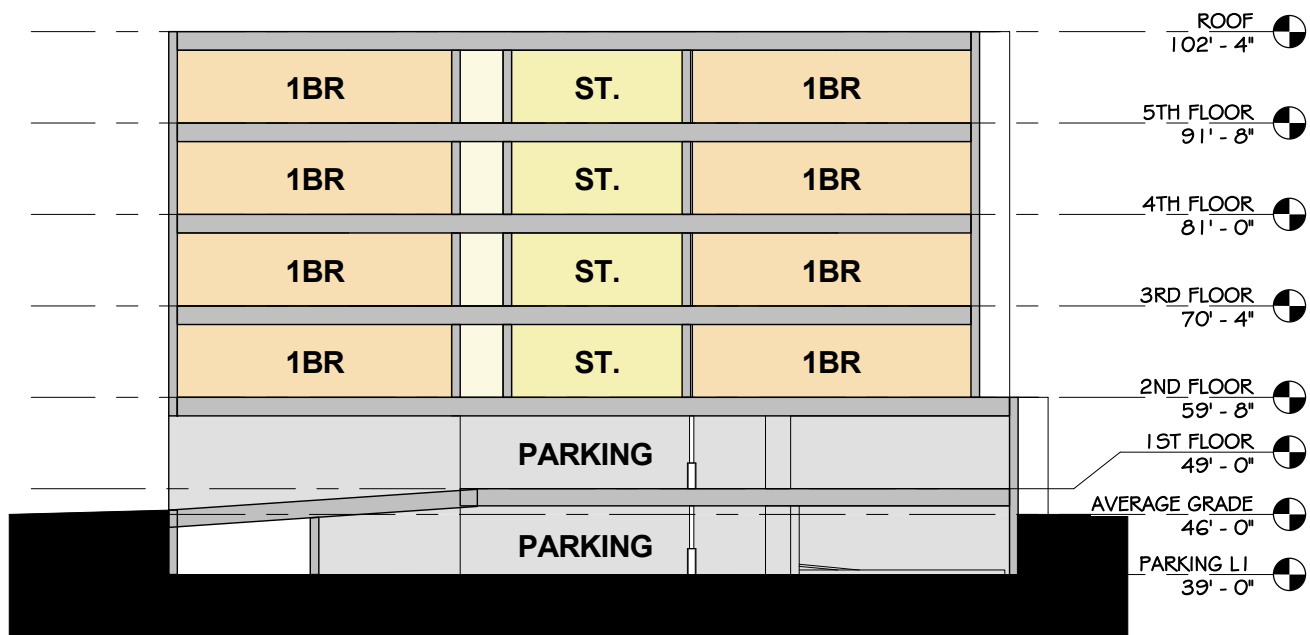 ROOF
102' - 4"
1BR ST. 1BR
5TH FLOOR
91' - 8"
1BR ST. 1BR
4TH FLOOR
81' - 0"
1BR ST. 1BR
3RD FLOOR
70' - 4"
1BR ST. 1BR
2ND FLOOR
59' - 8"
PARKING
1ST FLOOR
49' - 0"
AVERAGE GRADE
46' - 0"
PARKING
PARKING L1
39' - 0"